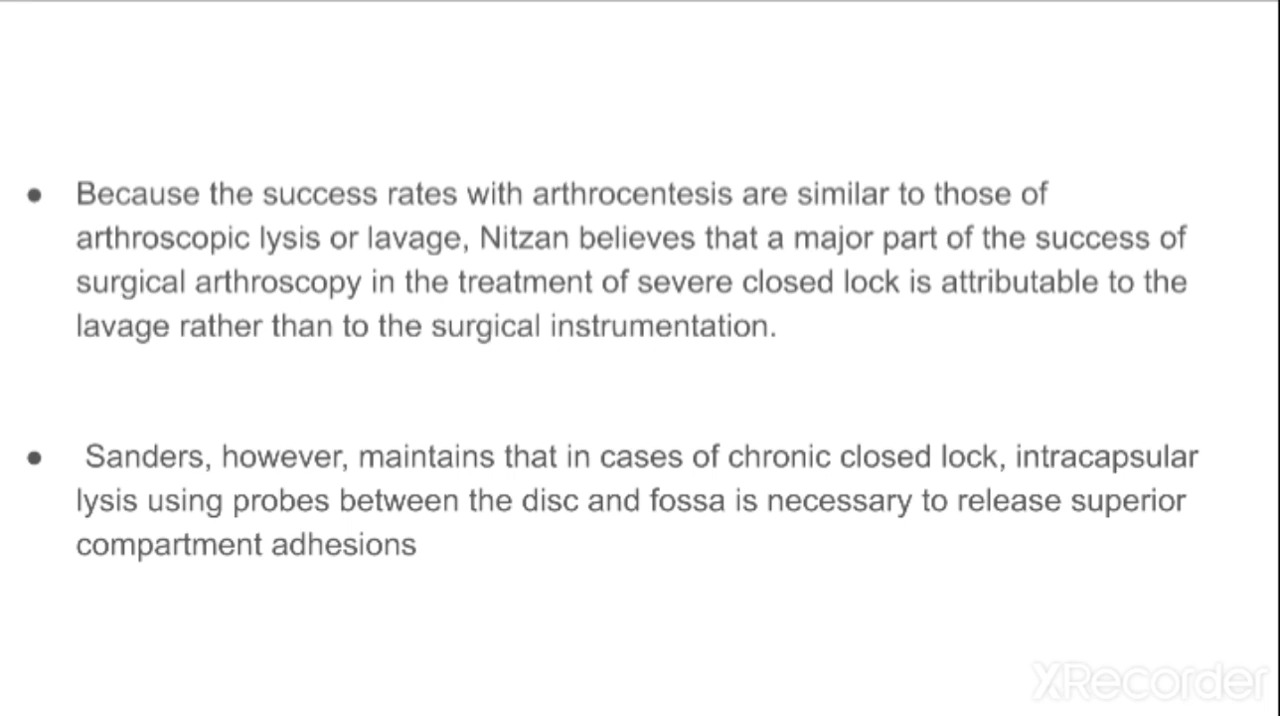 ● Because the success rates with arthrocentesis are similar to those of
arthroscopic lysis or lavage, Nitzan believes that a major part of the success of
surgical arthroscopy in the treatment of severe closed lock is attributable to the
lavage rather than to the surgical instrumentation.
● Sanders, however, maintains that in cases of chronic closed lock, intracapsular
lysis using probes between the disc and fossa is necessary to release superior
compartment adhesions
XRecorder